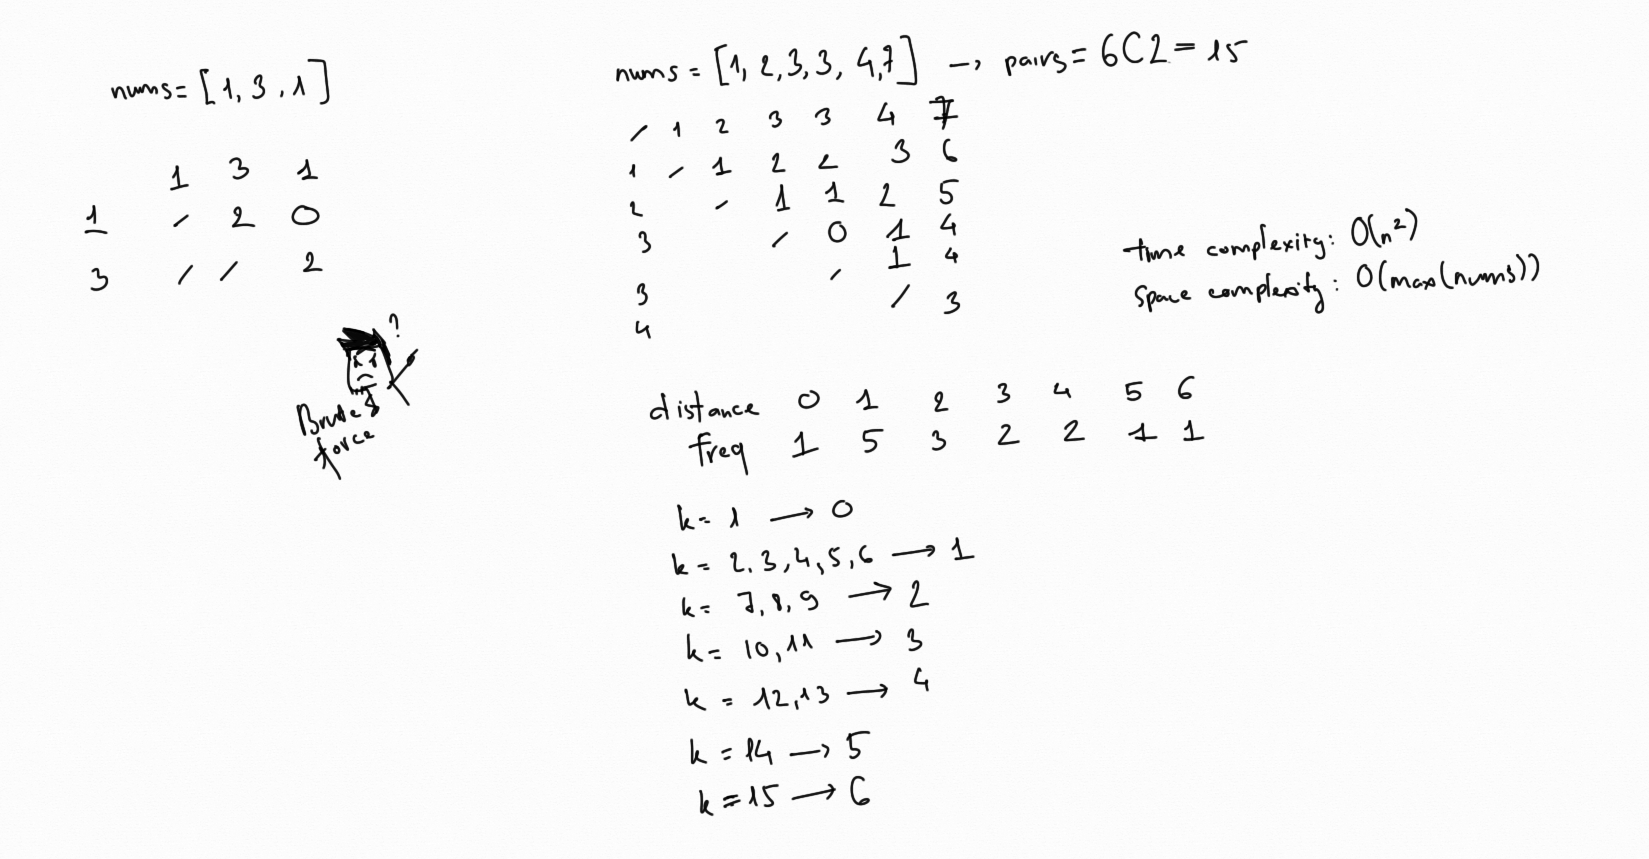 nums = [1, 3, 1]
1 3 1
1 / 2 0
3 / / 2
?
Brute
force
nums = [1, 2, 3, 3, 4, 7] → pairs = 6C2 = 15
/ 1 2 3 3 4 7
1 / 1 2 2 3 6
2 / 1 1 2 5
3 / 0 1 4
3 / 1 4
4 / 3
time complexity: O(n²)
Space complexity: O(max(nums))
distance 0 1 2 3 4 5 6
freq 1 5 3 2 2 1 1
k = 1 → 0
k = 2, 3, 4, 5, 6 → 1
k = 7, 8, 9 → 2
k = 10, 11 → 3
k = 12, 13 → 4
k = 14 → 5
k = 15 → 6